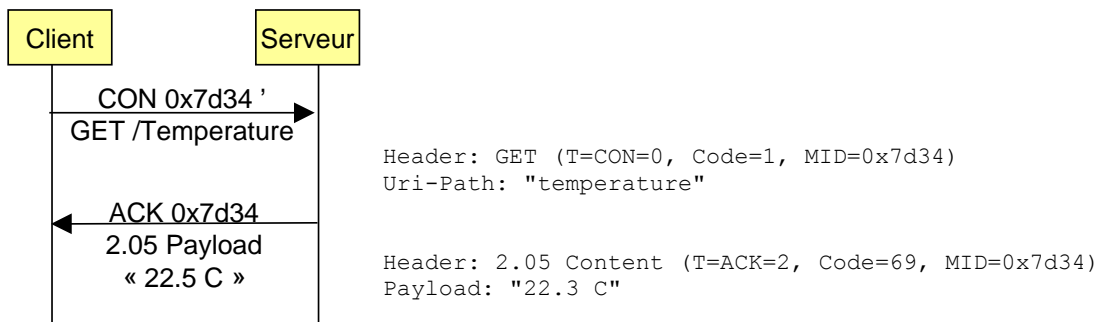 Client
Serveur
CON 0x7d34 ’
GET /Temperature
Header: GET (T=CON=0, Code=1, MID=0x7d34)
Uri-Path: "temperature"
ACK 0x7d34
2.05 Payload
« 22.5 C »
Header: 2.05 Content (T=ACK=2, Code=69, MID=0x7d34)
Payload: "22.3 C"